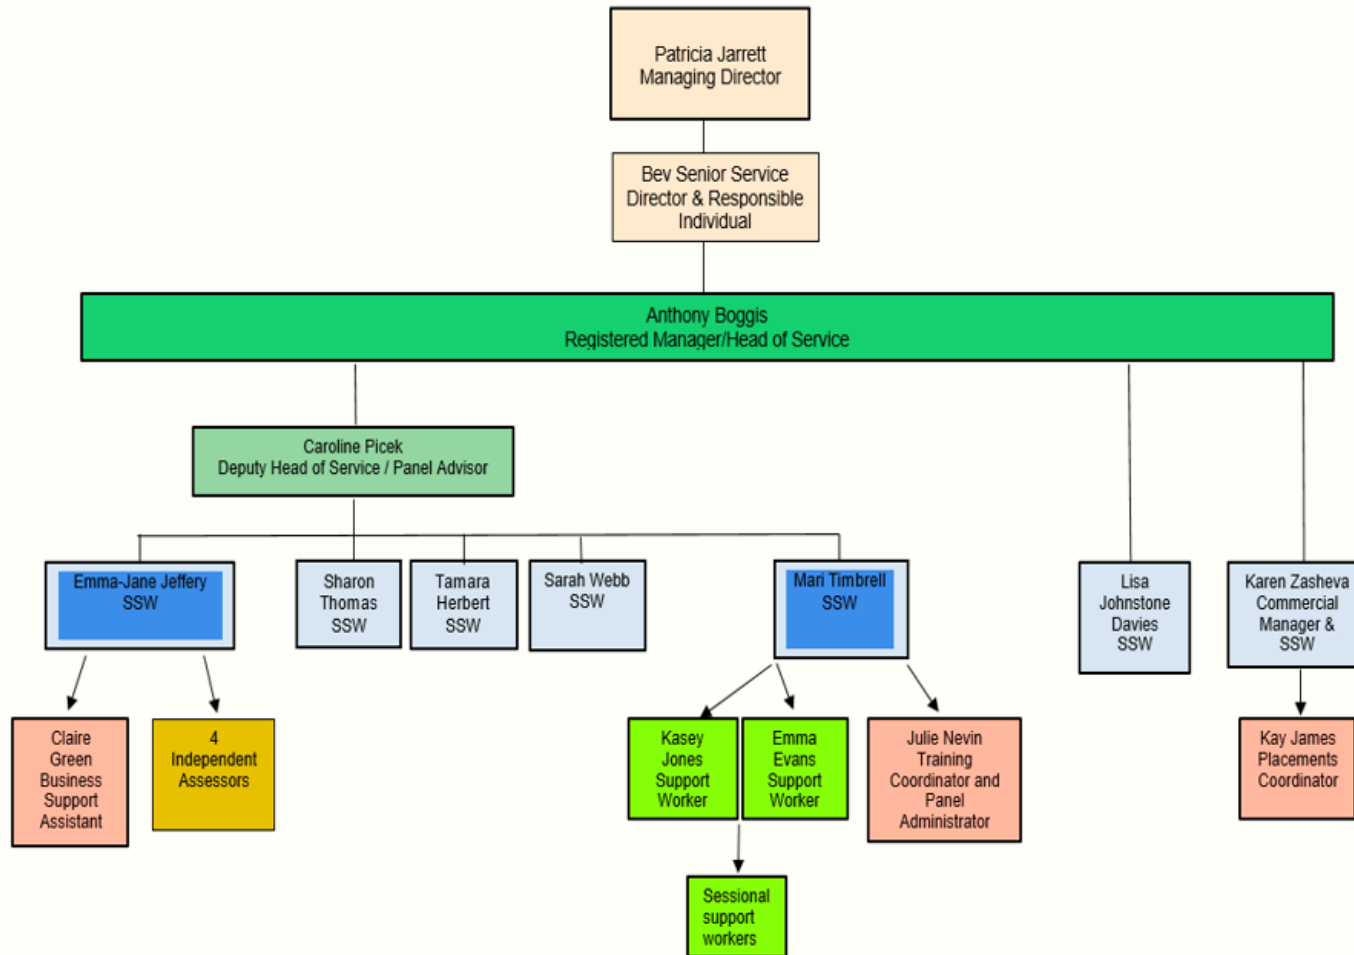 Patricia Jarrett
Managing Director
Bev Senior Service
Director & Responsible
Individual
Anthony Boggis
Registered Manager/Head of Service
Caroline Picek
Deputy Head of Service / Panel Advisor
Emma-Jane Jeffery
SSW
Sharon
Thomas
SSW
Tamara
Herbert
SSW
Sarah Webb
SSW
Mari Timbrell
SSW
Lisa
Johnstone
Davies
SSW
Karen Zasheva
Commercial
Manager &
SSW
Claire
Green
Business
Support
Assistant
4
Independent
Assessors
Kasey
Jones
Support
Worker
Emma
Evans
Support
Worker
Julie Nevin
Training
Coordinator and
Panel
Administrator
Kay James
Placements
Coordinator
Sessional
support
workers